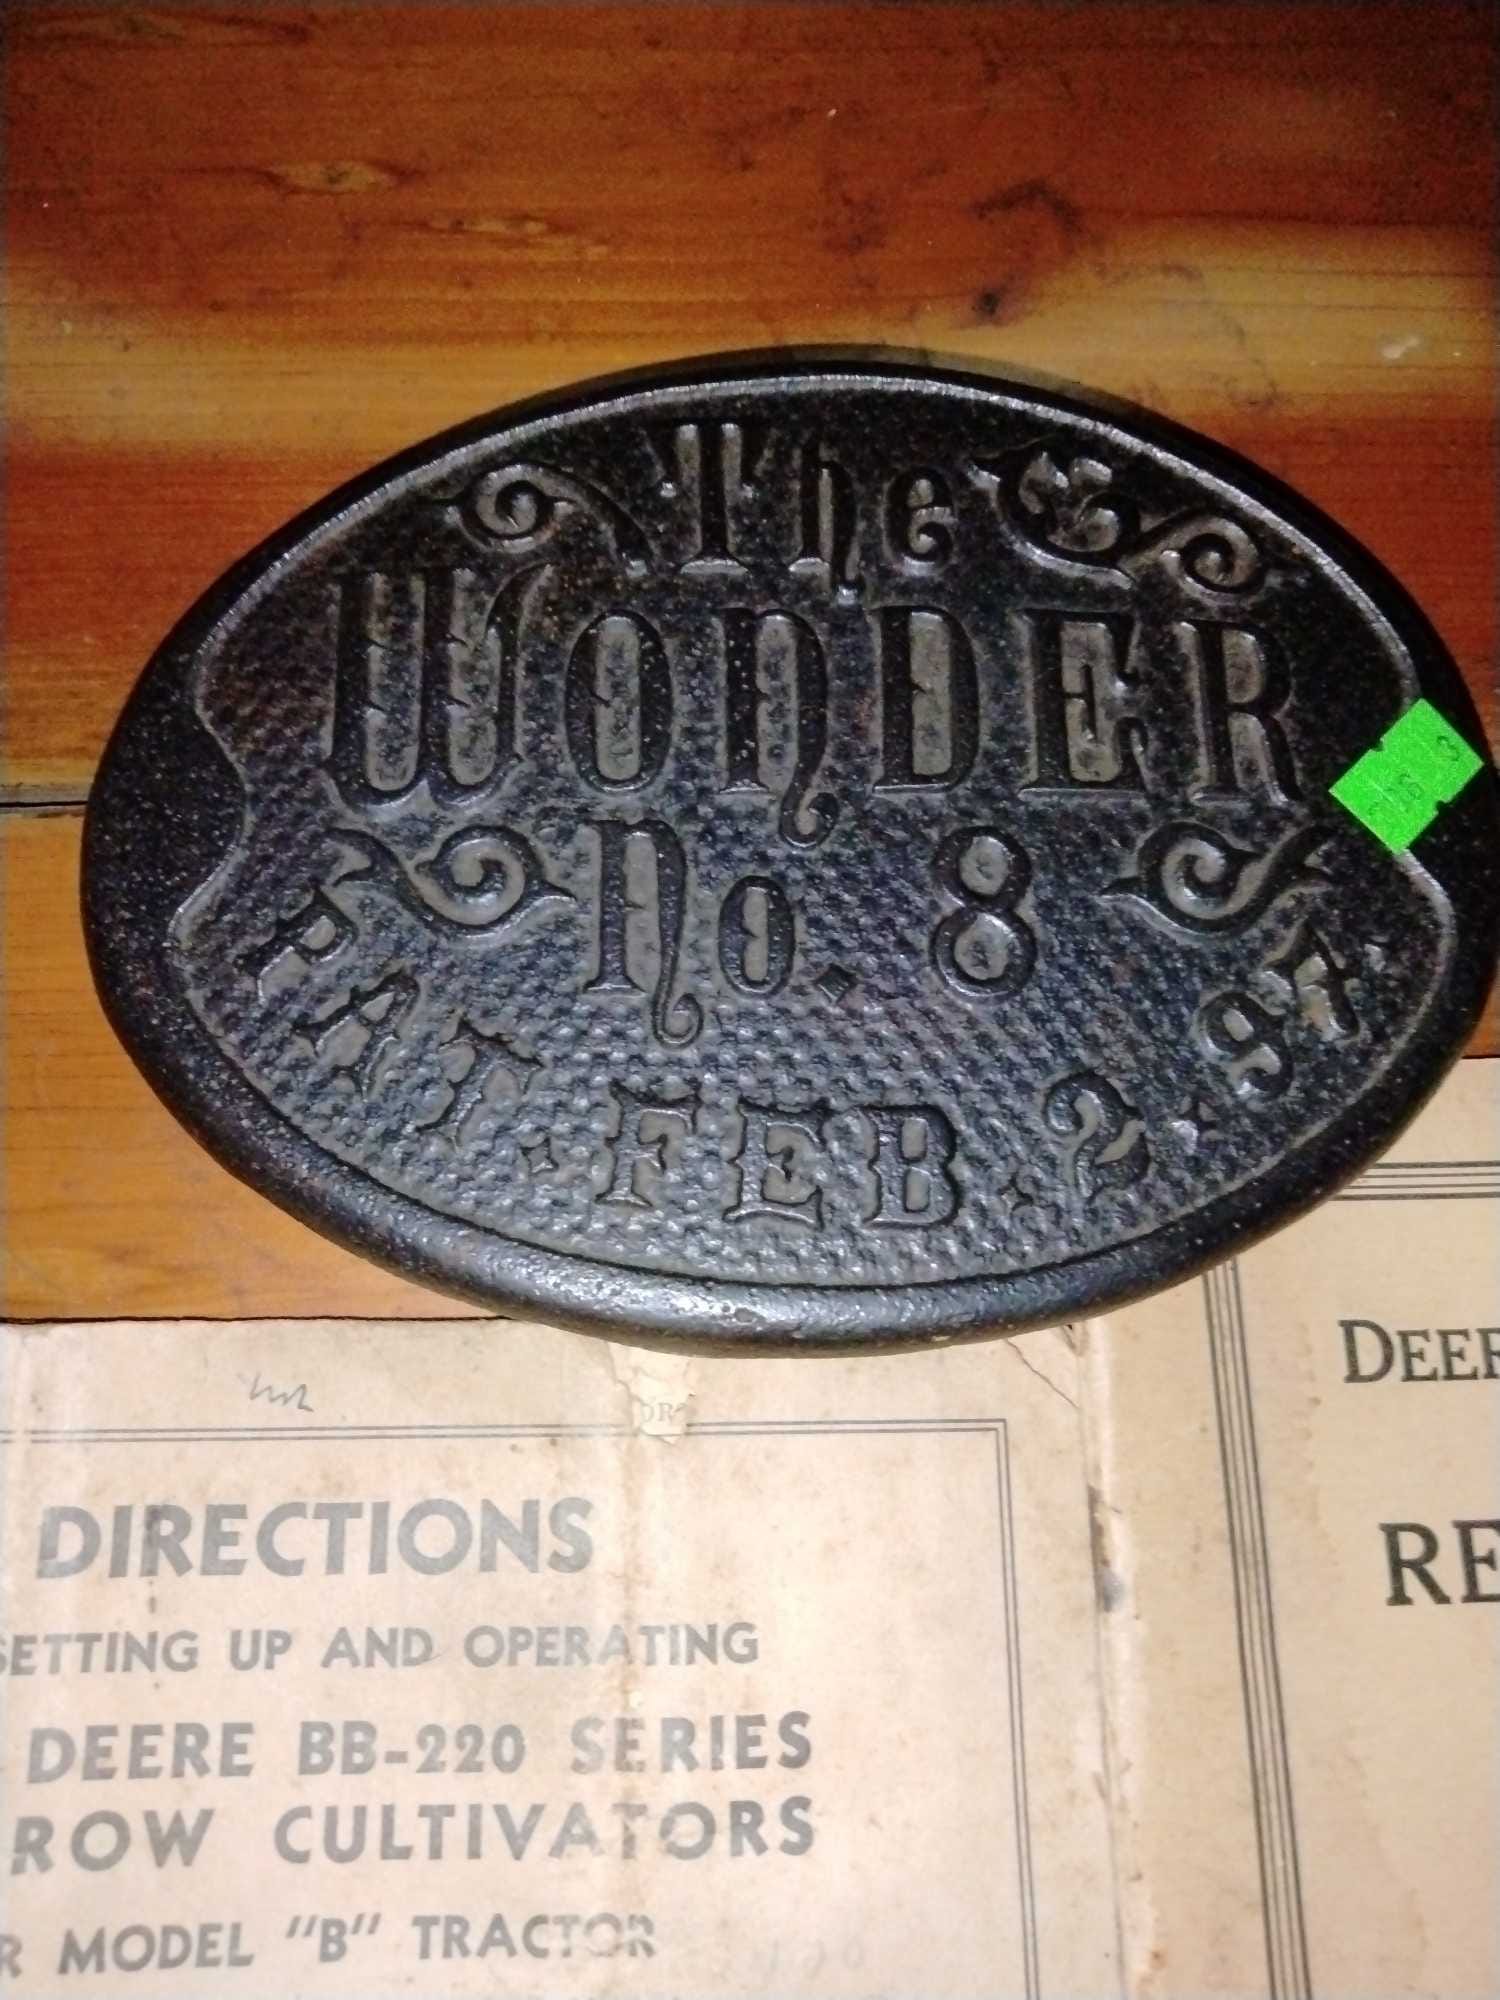 The
WONDER
No. 8
PAT. FEB. 2. 97.
DIRECTIONS
SETTING UP AND OPERATING
DEERE BB-220 SERIES
ROW CULTIVATORS
R MODEL "B" TRACTOR
DEER
RE